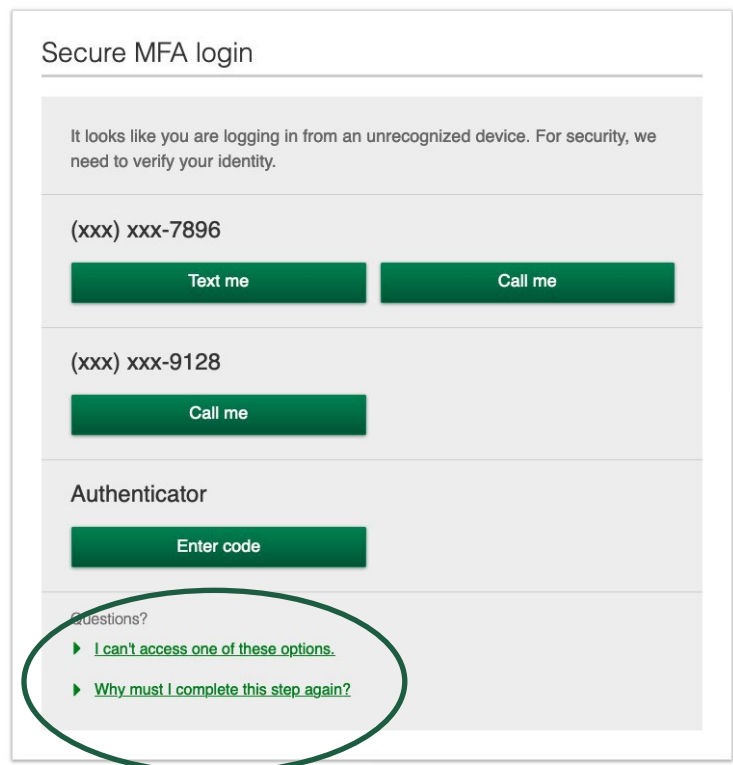 Secure MFA login
It looks like you are logging in from an unrecognized device. For security, we
need to verify your identity.
(xxx) xxx-7896
Text me
Call me
(xxx) xxx-9128
Call me
Authenticator
Enter code
Questions?
I can't access one of these options.
Why must I complete this step again?